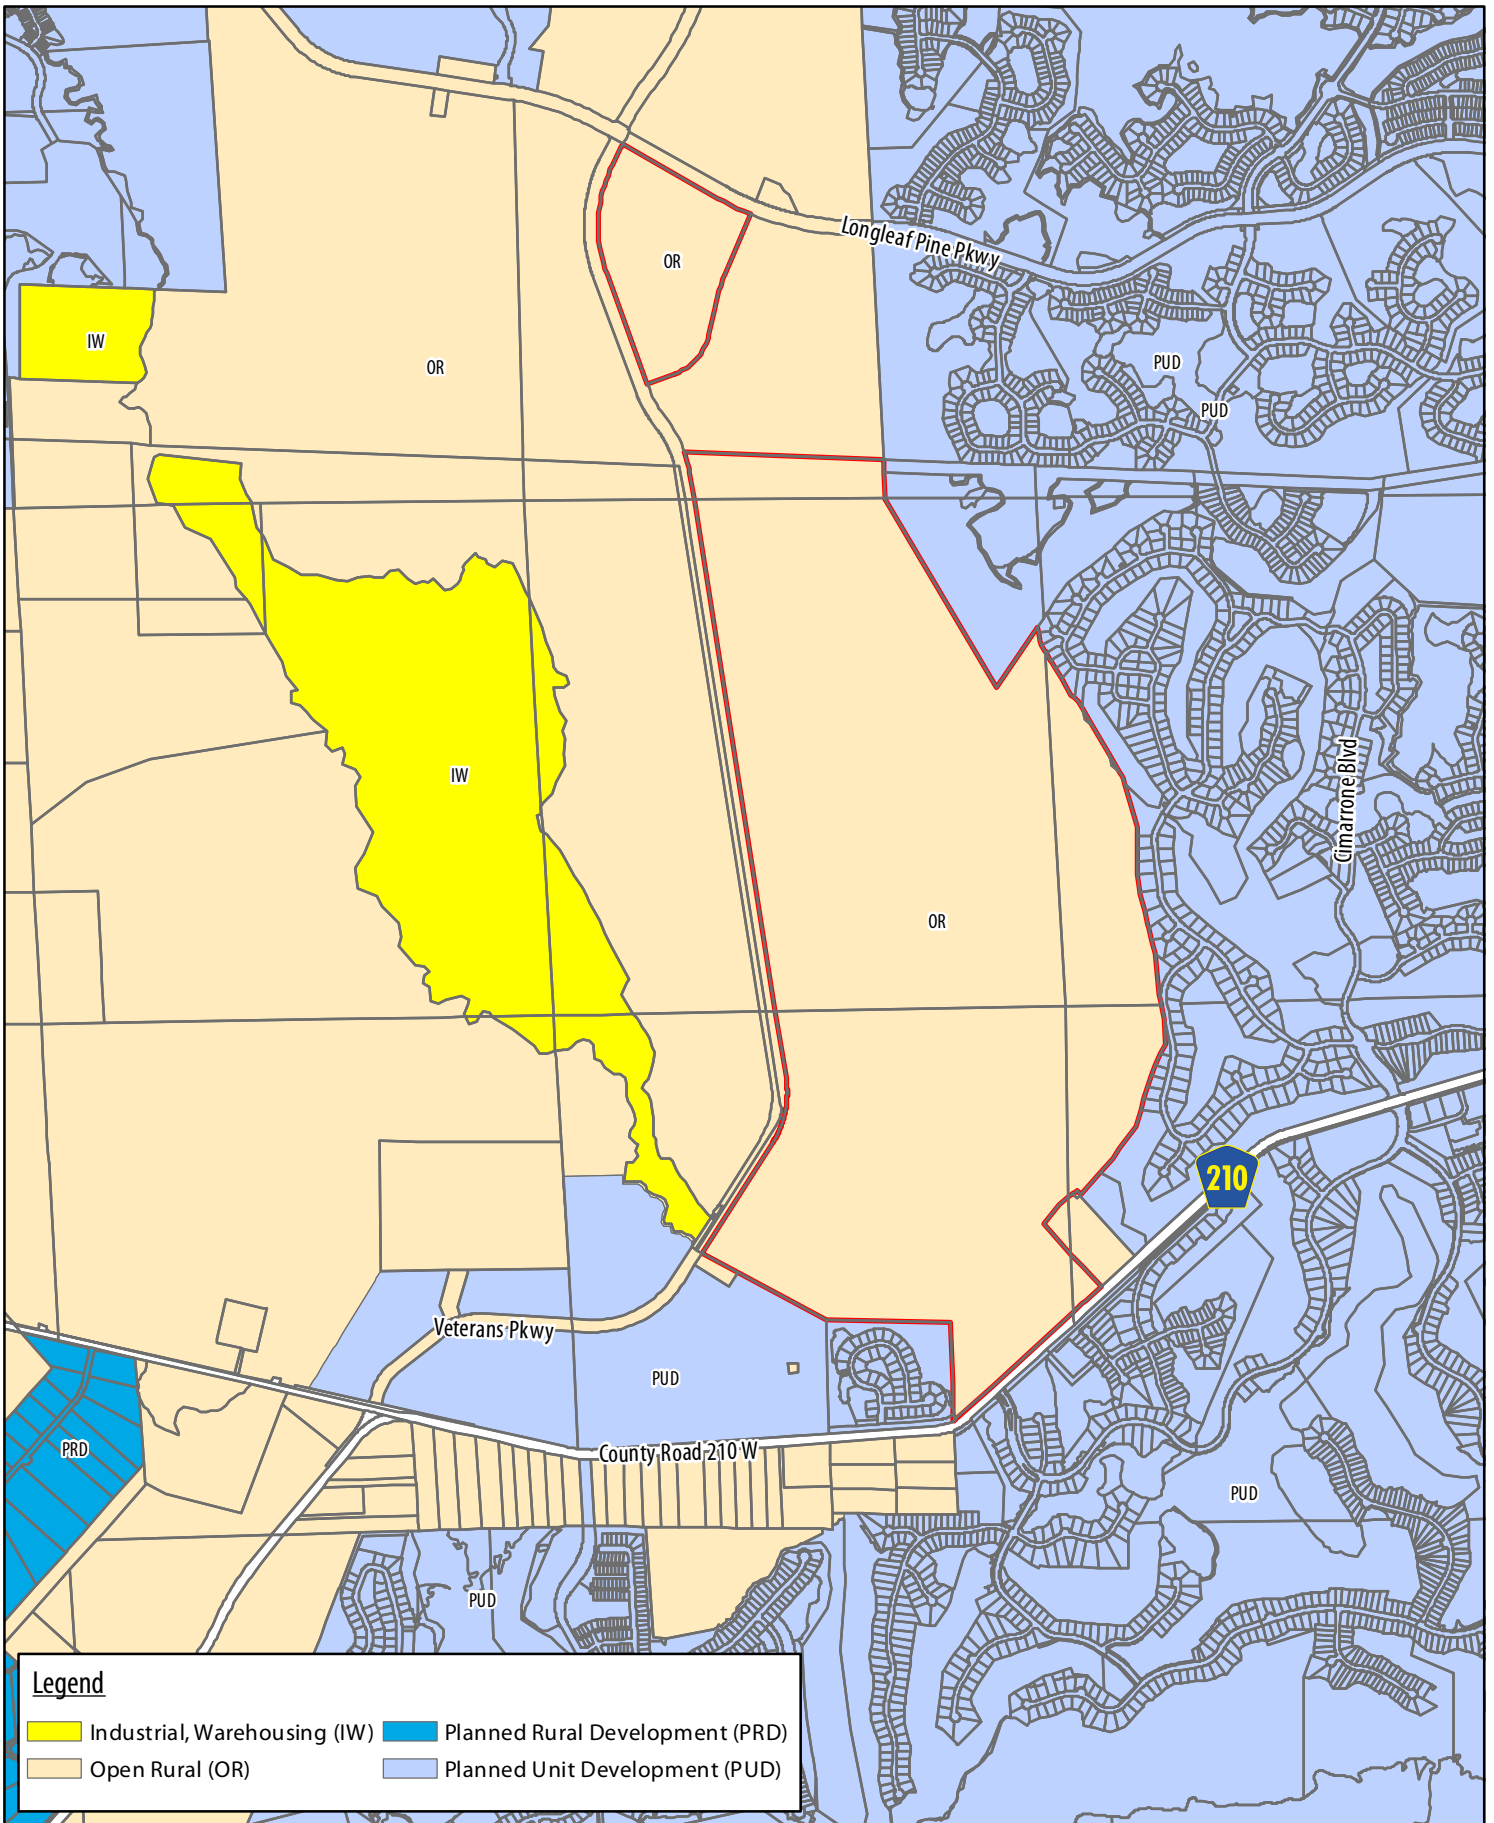 OR
Longleaf Pine Pkwy
IW
OR
PUD
PUD
IW
Cimarrone Blvd
OR
210
Veterans Pkwy
PUD
PRD
County Road 210 W
PUD
PUD
Legend
Industrial, Warehousing (IW)
Planned Rural Development (PRD)
Open Rural (OR)
Planned Unit Development (PUD)